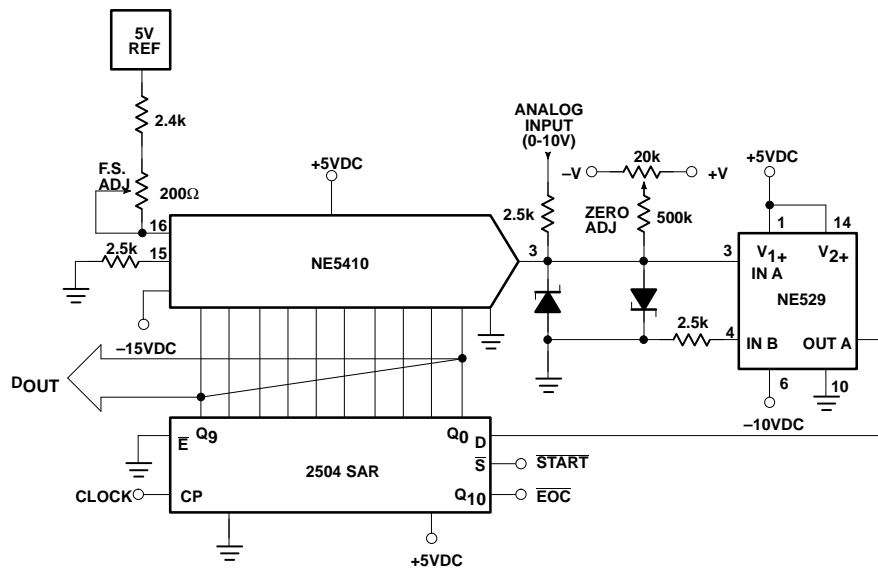 5V
REF
2.4k
F.S.
ADJ
200Ω
16
2.5k
15
+5VDC
NE5410
–15VDC
3
ANALOG
INPUT
(0-10V)
2.5k
–V
20k
+V
ZERO
ADJ
500k
+5VDC
1
14
3
V1+
V2+
IN A
NE529
2.5k
4
IN B
OUT A
6
10
–10VDC
DOUT
E
Q9
Q0
D
2504 SAR
S
START
CLOCK
CP
Q10
EOC
+5VDC